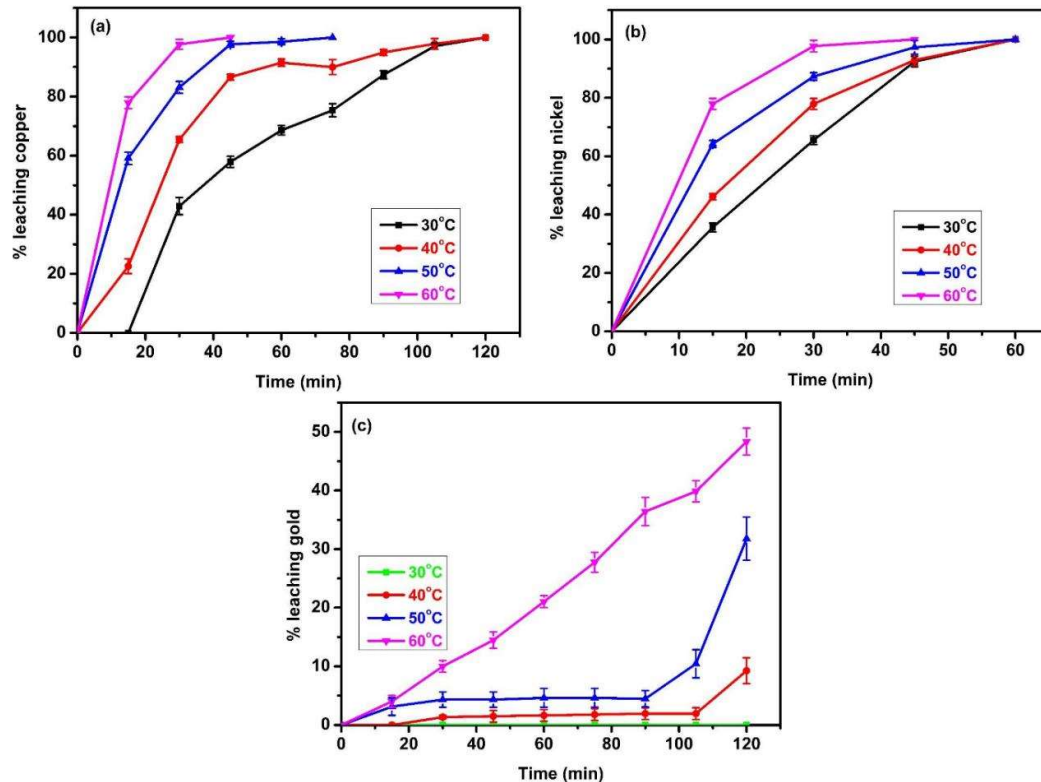 (a)
% leaching copper
100
80
60
40
20
0
30°C
40°C
50°C
60°C
0 20 40 60 80 100 120
Time (min)
(b)
% leaching nickel
100
80
60
40
20
0
30°C
40°C
50°C
60°C
0 10 20 30 40 50 60
Time (min)
(c)
% leaching gold
50
40
30
20
10
0
30°C
40°C
50°C
60°C
0 20 40 60 80 100 120
Time (min)